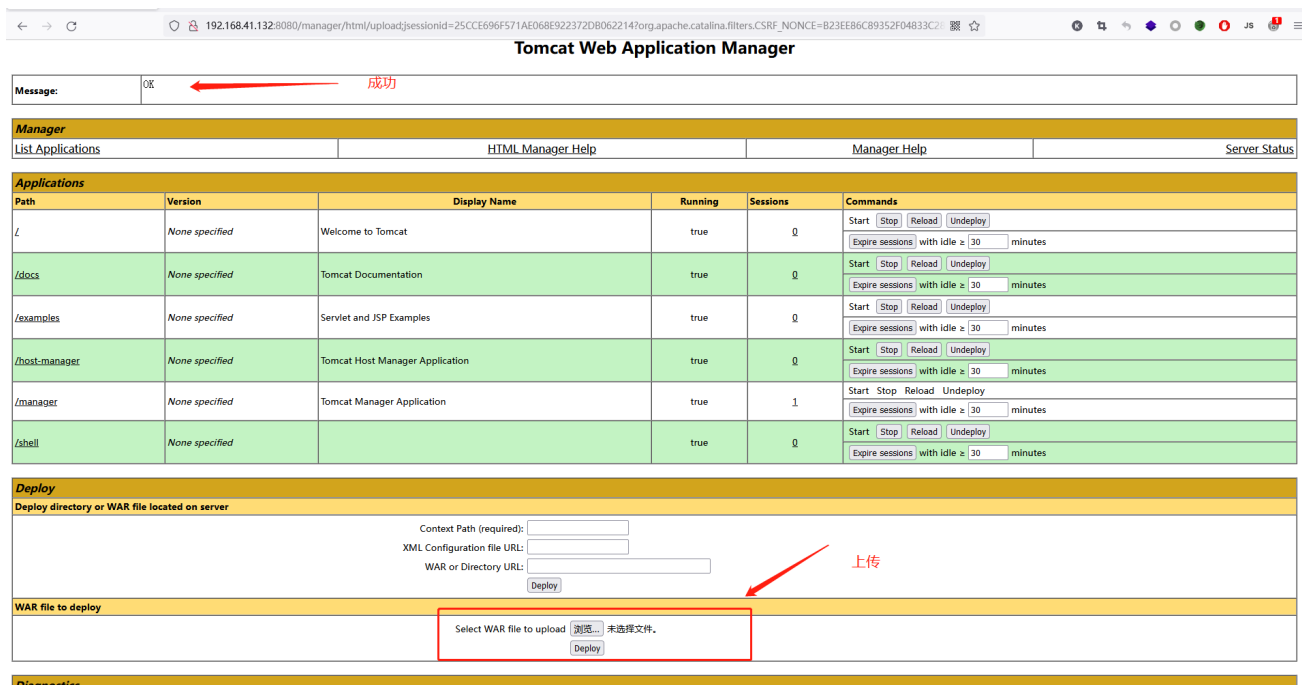 192.168.41.132:8080/manager/html/upload;jsessionid=25CCE696F571AE068E922372DB062214?org.apache.catalina.filters.CSRF_NONCE=B23EE86C89352F04833C2
JS
1
Tomcat Web Application Manager
Message: OK 成功
Manager
List Applications HTML Manager Help Manager Help Server Status
Applications
Path Version Display Name Running Sessions Commands
/ None specified Welcome to Tomcat true 0 Start Stop Reload Undeploy
Expire sessions with idle ≥ 30 minutes
/docs None specified Tomcat Documentation true 0 Start Stop Reload Undeploy
Expire sessions with idle ≥ 30 minutes
/examples None specified Servlet and JSP Examples true 0 Start Stop Reload Undeploy
Expire sessions with idle ≥ 30 minutes
/host-manager None specified Tomcat Host Manager Application true 0 Start Stop Reload Undeploy
Expire sessions with idle ≥ 30 minutes
/manager None specified Tomcat Manager Application true 1 Start Stop Reload Undeploy
Expire sessions with idle ≥ 30 minutes
/shell None specified true 0 Start Stop Reload Undeploy
Expire sessions with idle ≥ 30 minutes
Deploy
Deploy directory or WAR file located on server
Context Path (required):
XML Configuration file URL:
WAR or Directory URL:
Deploy
上传
WAR file to deploy
Select WAR file to upload 浏览... 未选择文件。
Deploy
Diagnostics